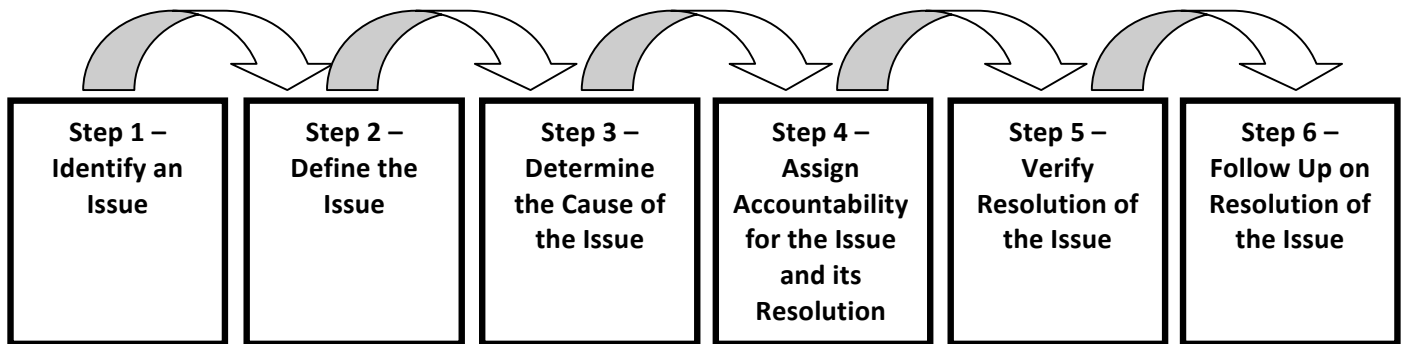 Step 1 –
Identify an
Issue
Step 2 –
Define the
Issue
Step 3 –
Determine
the Cause of
the Issue
Step 4 –
Assign
Accountability
for the Issue
and its
Resolution
Step 5 –
Verify
Resolution of
the Issue
Step 6 –
Follow Up on
Resolution of
the Issue